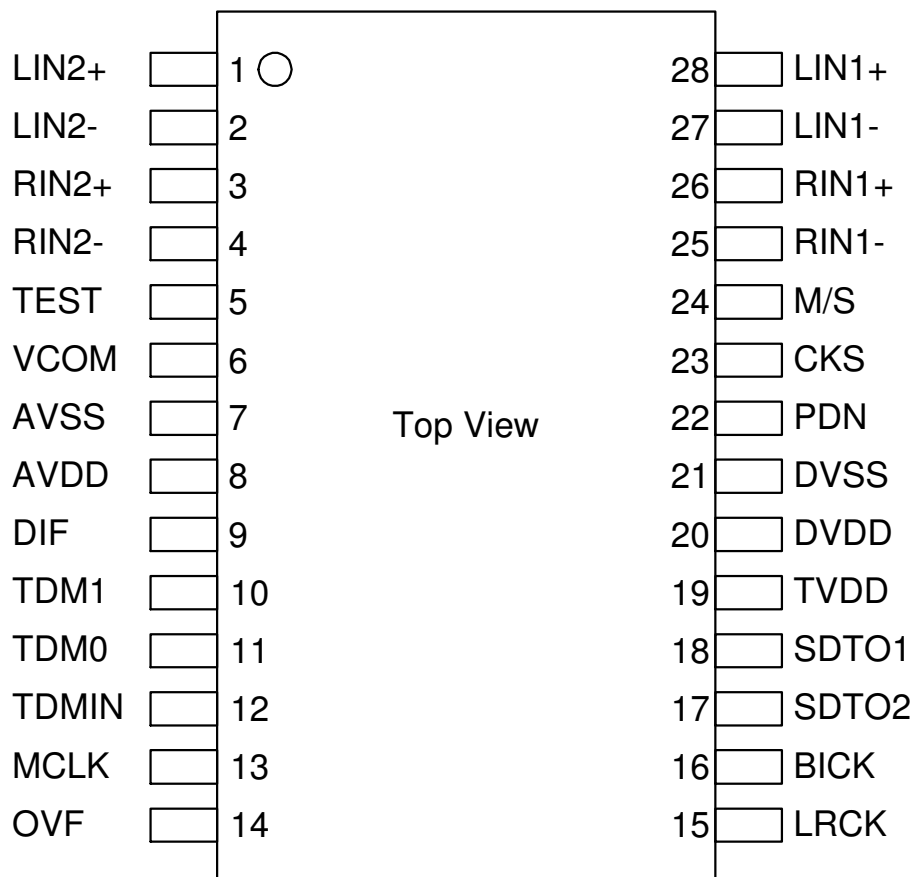 LIN2+ 1 28 LIN1+
LIN2- 2 27 LIN1-
RIN2+ 3 26 RIN1+
RIN2- 4 25 RIN1-
TEST 5 24 M/S
VCOM 6 23 CKS
AVSS 7 Top View 22 PDN
AVDD 8 21 DVSS
DIF 9 20 DVDD
TDM1 10 19 TVDD
TDM0 11 18 SDTO1
TDMIN 12 17 SDTO2
MCLK 13 16 BICK
OVF 14 15 LRCK